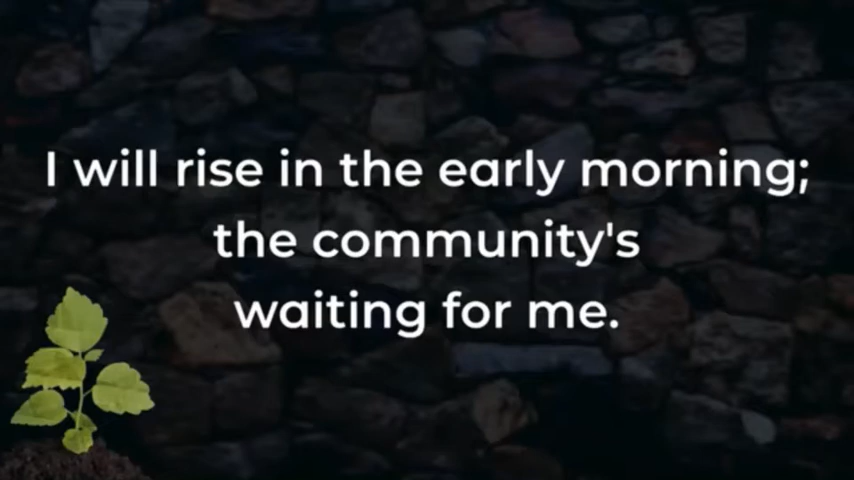 I will rise in the early morning;
the community's
waiting for me.